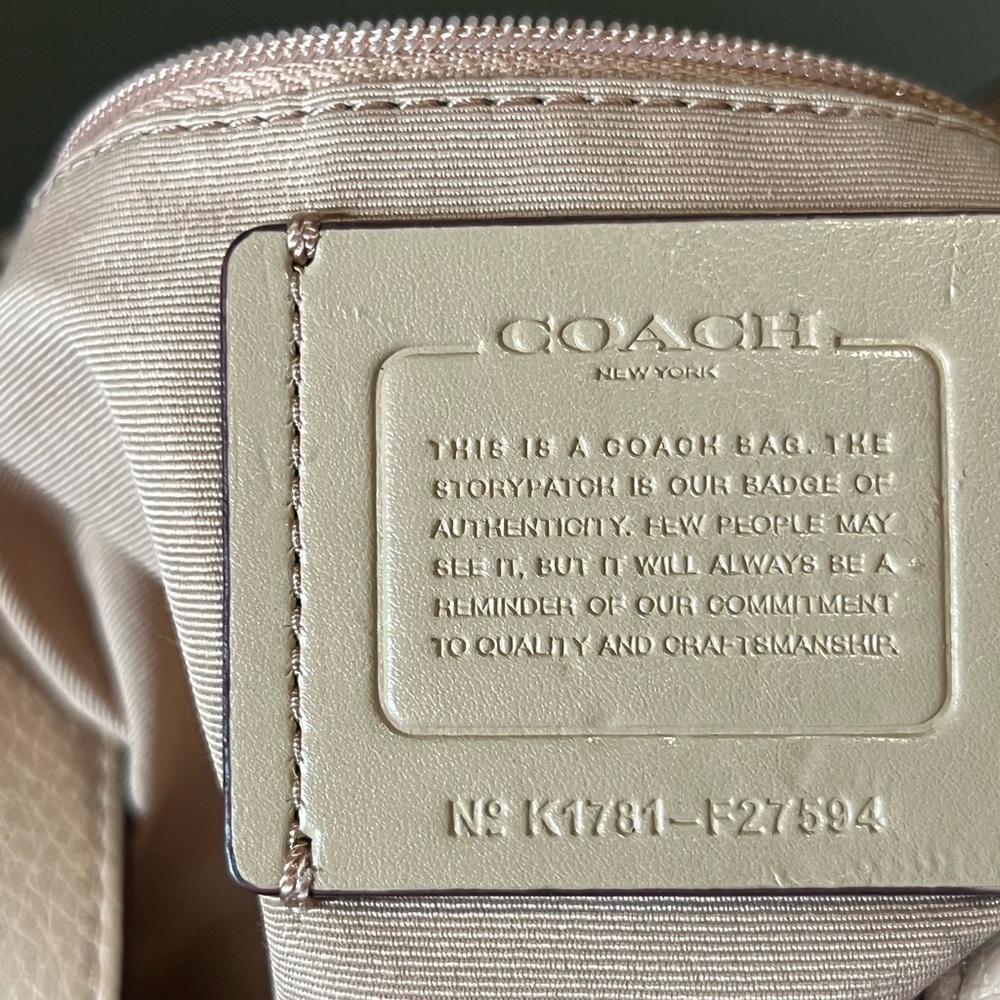 COACH
NEW YORK
THIS IS A COACH BAG. THE
STORYPATCH IS OUR BADGE OF
AUTHENTICITY. FEW PEOPLE MAY
SEE IT, BUT IT WILL ALWAYS BE A
REMINDER OF OUR COMMITMENT
TO QUALITY AND CRAFTSMANSHIP.
Nº K1781-F27594